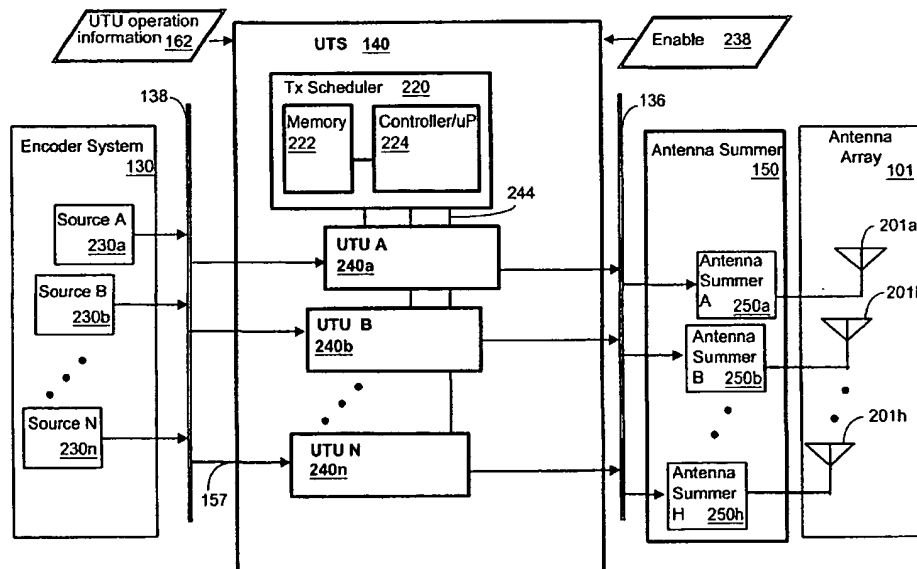 UTU operation
information 162
UTS 140
Enable 238
Tx Scheduler 220
Memory
222
Controller/uP
224
138
136
Encoder System
130
Antenna Summer
150
Antenna
Array
101
244
Source A
230a
UTU A
240a
201a
Antenna
Summer
A 250a
Source B
230b
UTU B
240b
Antenna
Summer
B 250b
Source N
230n
UTU N
240n
201h
157
Antenna
Summer
H 250h